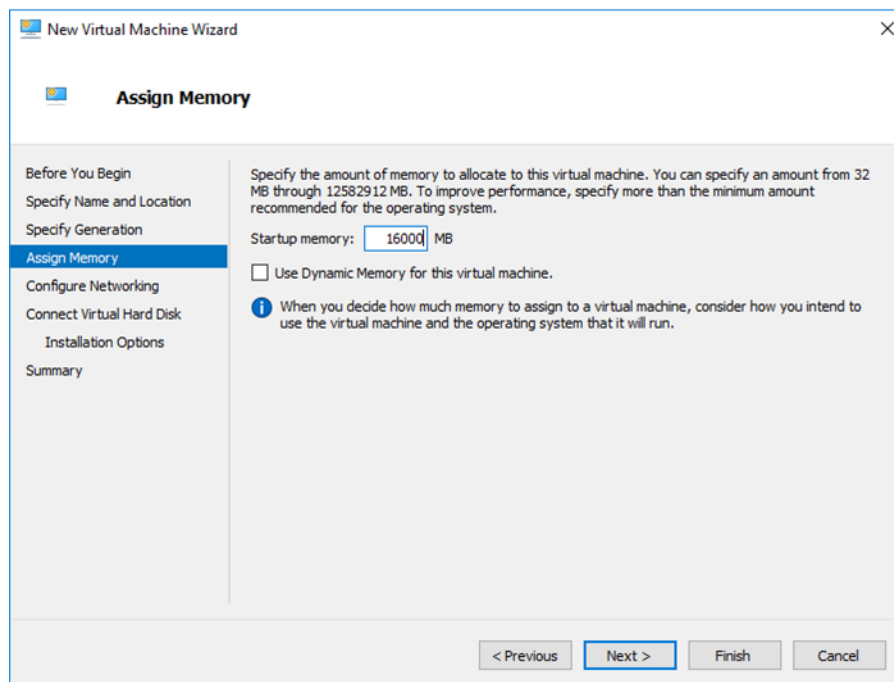 New Virtual Machine Wizard
Assign Memory
Before You Begin
Specify Name and Location
Specify Generation
Assign Memory
Configure Networking
Connect Virtual Hard Disk
Installation Options
Summary
Specify the amount of memory to allocate to this virtual machine. You can specify an amount from 32
MB through 12582912 MB. To improve performance, specify more than the minimum amount
recommended for the operating system.
Startup memory: 16000 MB
Use Dynamic Memory for this virtual machine.
When you decide how much memory to assign to a virtual machine, consider how you intend to
use the virtual machine and the operating system that it will run.
< Previous Next > Finish Cancel